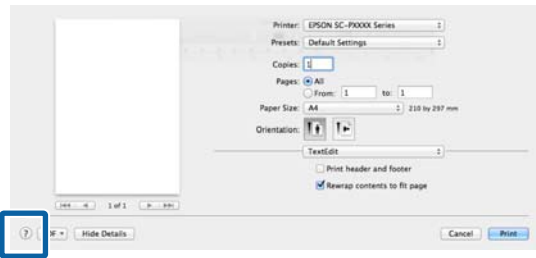 Printer: EPSON SC-PXXXX Series
Presets: Default Settings
Copies: 1
Pages: All
From: 1 to: 1
Paper Size: A4 210 by 297 mm
Orientation:
TextEdit
Print header and footer
Rewrap contents to fit page
1 of 1
? DF Hide Details Cancel Print